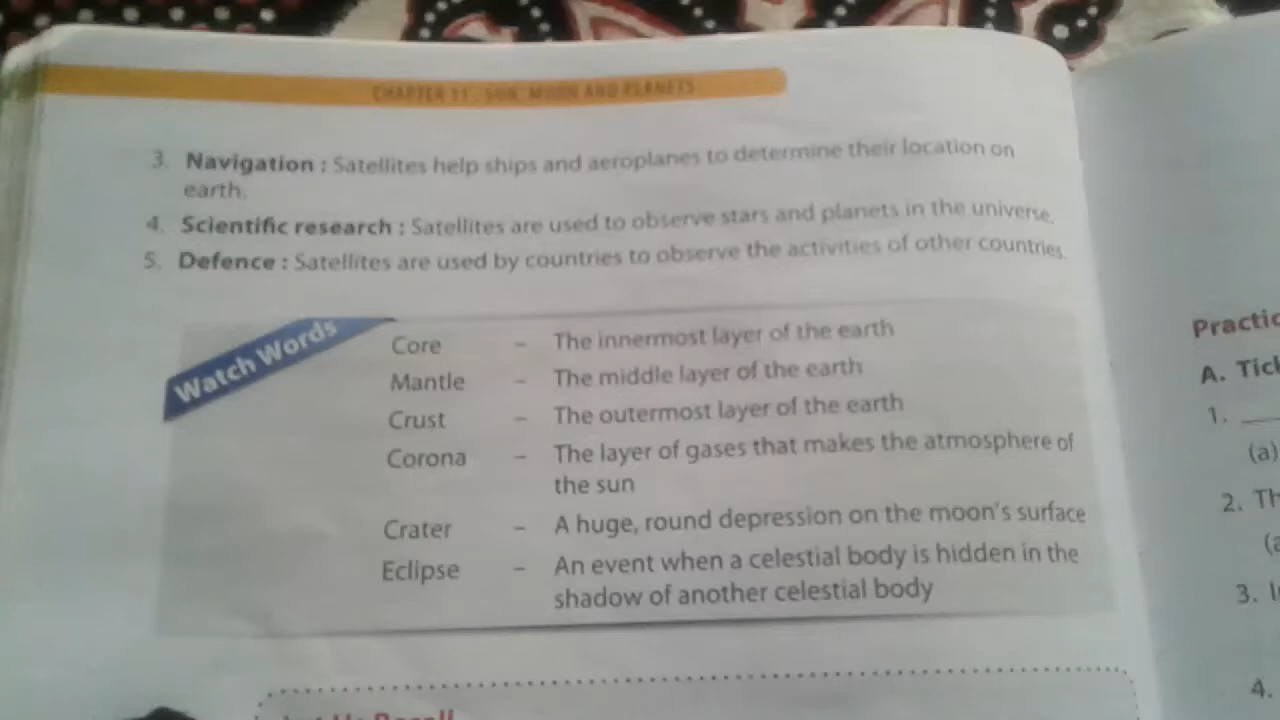 CHAPTER 11 : SUN, MOON AND PLANETS
3. Navigation : Satellites help ships and aeroplanes to determine their location on
earth.
4. Scientific research : Satellites are used to observe stars and planets in the universe.
5. Defence : Satellites are used by countries to observe the activities of other countries.
Watch Words
Core – The innermost layer of the earth
Mantle – The middle layer of the earth
Crust – The outermost layer of the earth
Corona – The layer of gases that makes the atmosphere of
the sun
Crater – A huge, round depression on the moon's surface
Eclipse – An event when a celestial body is hidden in the
shadow of another celestial body
A.
1.
(a)
2.
3.
4.